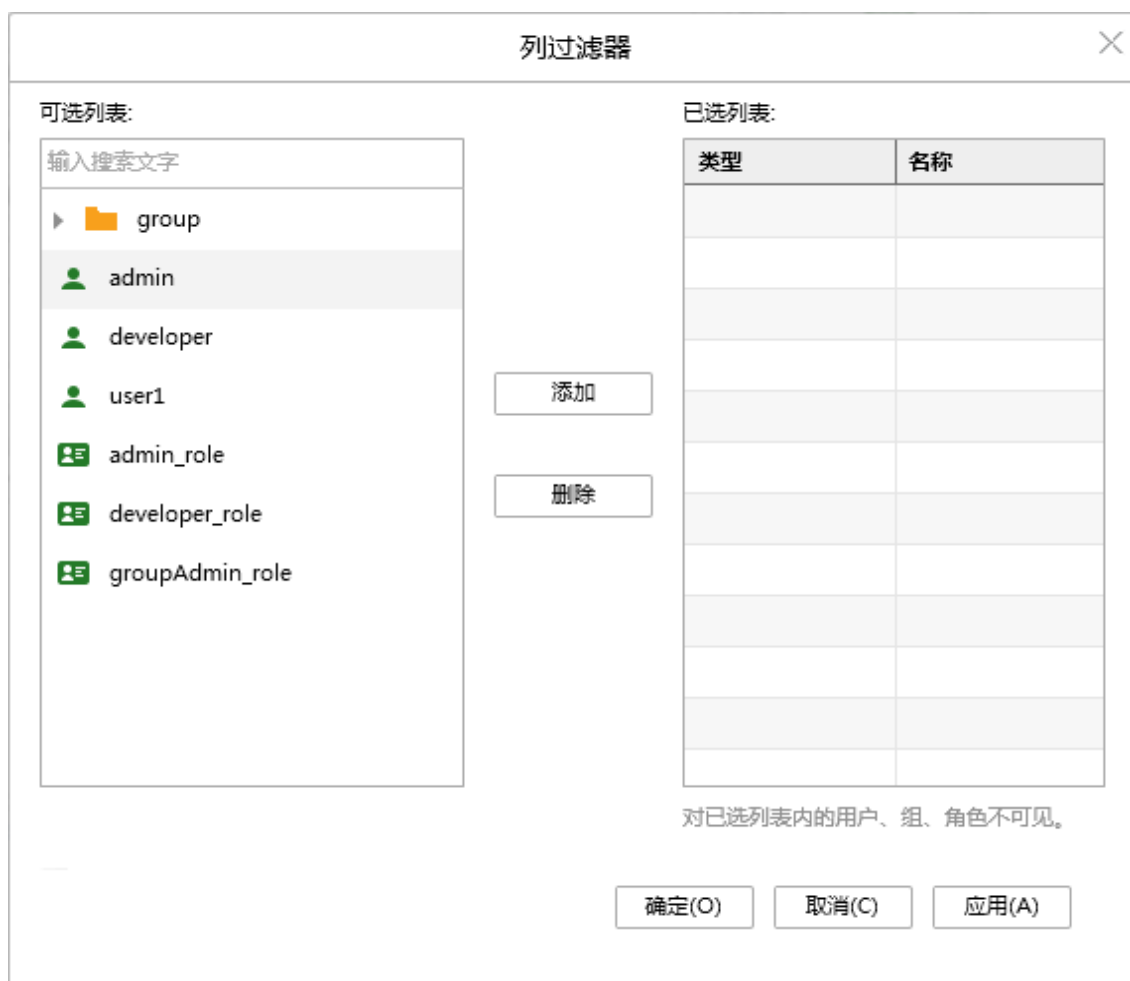 列过滤器
可选列表:
已选列表:
输入搜索文字
类型
名称
group
admin
developer
user1
admin_role
developer_role
groupAdmin_role
添加
删除
对已选列表内的用户、组、角色不可见。
确定(O)
取消(C)
应用(A)